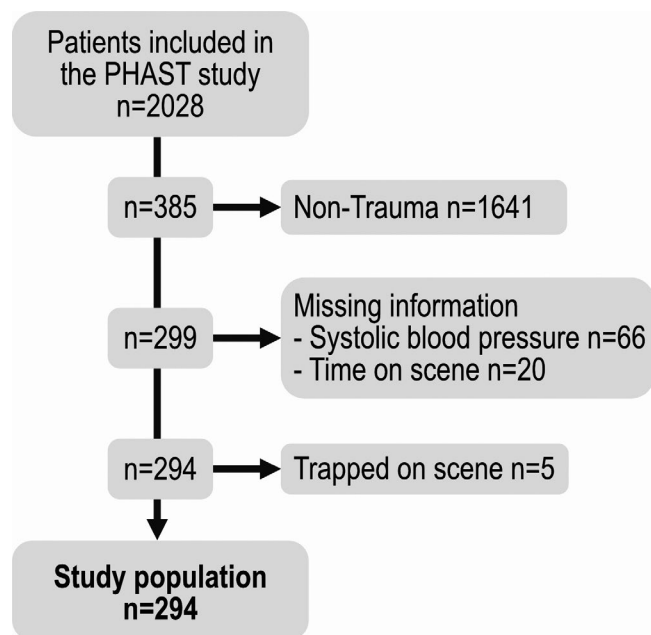 Patients included in
the PHAST study
n=2028
n=385
Non-Trauma n=1641
n=299
Missing information
- Systolic blood pressure n=66
- Time on scene n=20
n=294
Trapped on scene n=5
Study population
n=294